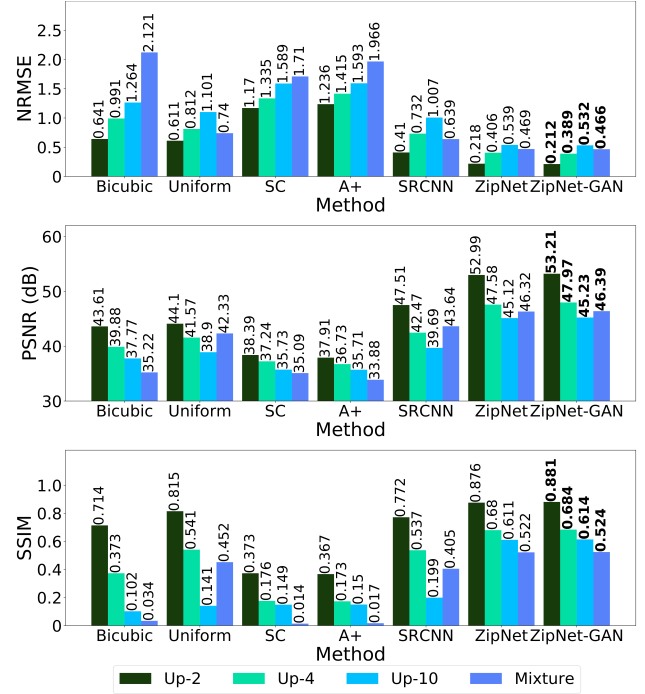 NRMSE
2.5
2.0
1.5
1.0
0.5
0
0.641 0.991 1.264 2.121 0.611 0.812 1.101 0.74 1.17 1.335 1.589 1.71 1.236 1.415 1.593 1.966 0.41 0.732 1.007 0.639 0.218 0.406 0.539 0.469 0.212 0.389 0.532 0.466
Bicubic Uniform SC A+ SRCNN ZipNet ZipNet-GAN
Method
PSNR (dB)
60
50
40
30
43.61 39.88 37.77 35.22 44.1 41.57 38.9 42.33 38.39 37.24 35.73 35.09 37.91 36.73 35.71 33.88 47.51 42.47 39.69 43.64 52.99 47.58 45.12 46.32 53.21 47.97 45.23 46.39
Bicubic Uniform SC A+ SRCNN ZipNet ZipNet-GAN
Method
SSIM
1.0
0.8
0.6
0.4
0.2
0
0.714 0.373 0.102 0.034 0.815 0.541 0.141 0.452 0.373 0.176 0.149 0.014 0.367 0.173 0.15 0.017 0.772 0.537 0.199 0.405 0.876 0.68 0.611 0.522 0.881 0.684 0.614 0.524
Bicubic Uniform SC A+ SRCNN ZipNet ZipNet-GAN
Method
Up-2 Up-4 Up-10 Mixture